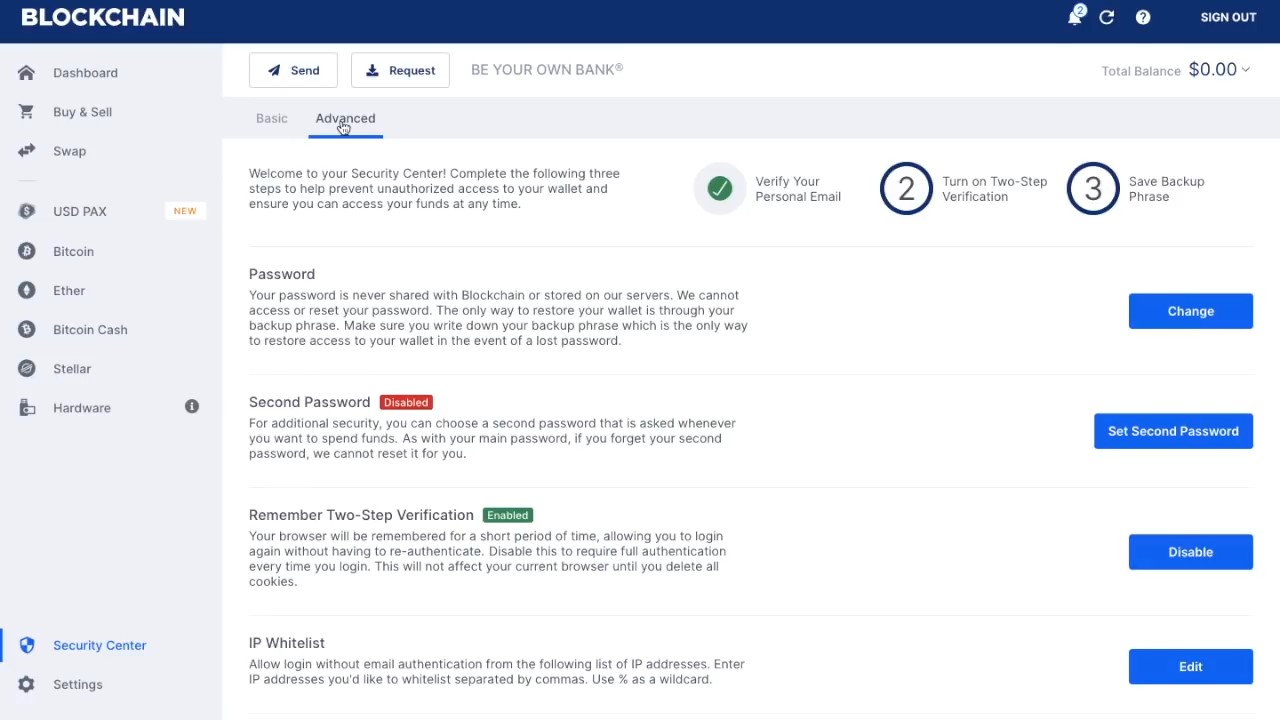 BLOCKCHAIN
2
SIGN OUT
Dashboard
Buy & Sell
Swap
USD PAX NEW
Bitcoin
Ether
Bitcoin Cash
Stellar
Hardware
Security Center
Settings
Send
Request
BE YOUR OWN BANK®
Total Balance $0.00
Basic
Advanced
Welcome to your Security Center! Complete the following three
steps to help prevent unauthorized access to your wallet and
ensure you can access your funds at any time.
Verify Your
Personal Email
2
Turn on Two-Step
Verification
3
Save Backup
Phrase
Password
Your password is never shared with Blockchain or stored on our servers. We cannot
access or reset your password. The only way to restore your wallet is through your
backup phrase. Make sure you write down your backup phrase which is the only way
to restore access to your wallet in the event of a lost password.
Change
Second Password Disabled
For additional security, you can choose a second password that is asked whenever
you want to spend funds. As with your main password, if you forget your second
password, we cannot reset it for you.
Set Second Password
Remember Two-Step Verification Enabled
Your browser will be remembered for a short period of time, allowing you to login
again without having to re-authenticate. Disable this to require full authentication
every time you login. This will not affect your current browser until you delete all
cookies.
Disable
IP Whitelist
Allow login without email authentication from the following list of IP addresses. Enter
IP addresses you'd like to whitelist separated by commas. Use % as a wildcard.
Edit